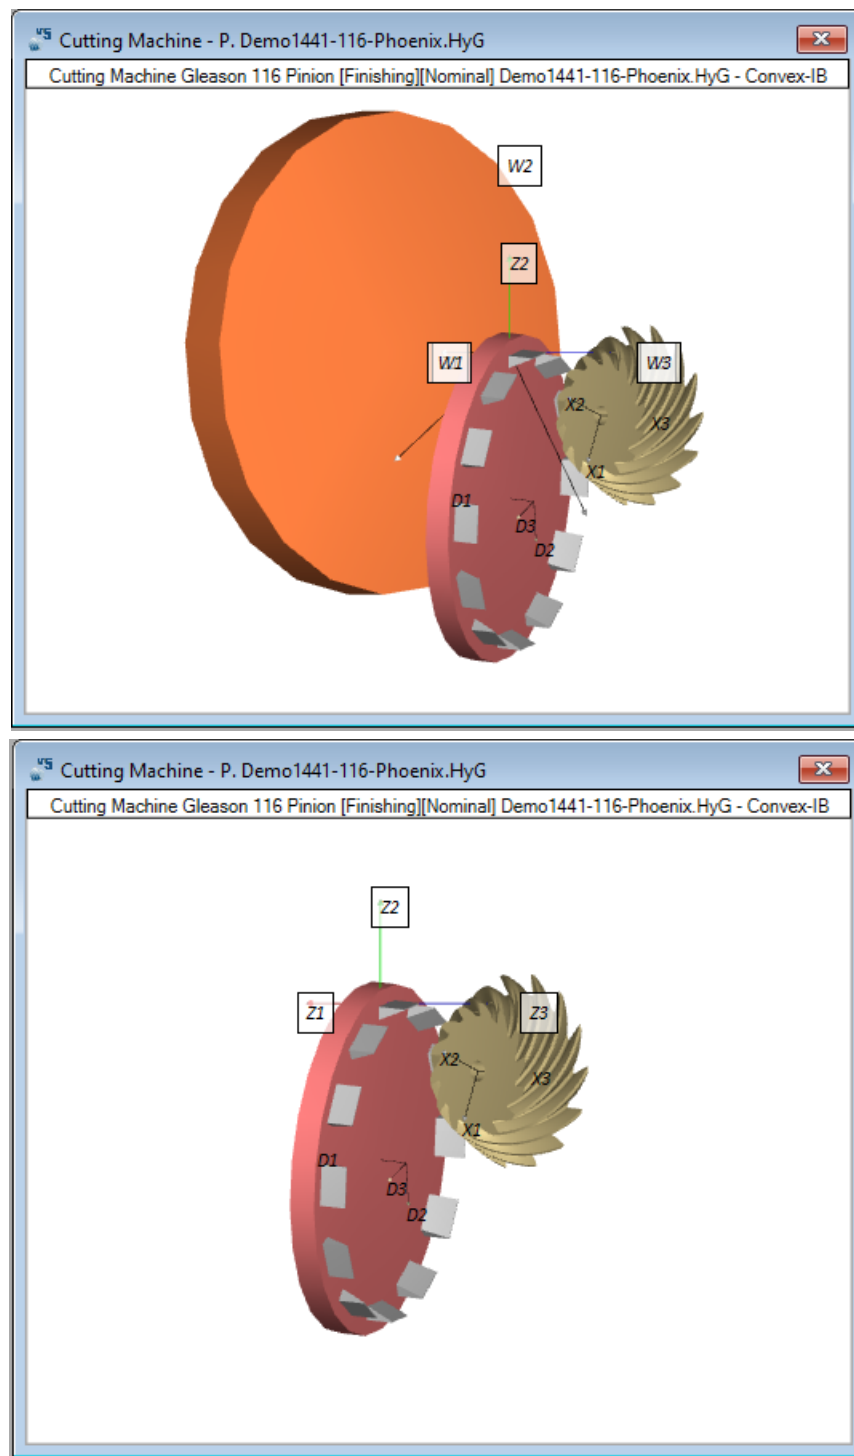 Cutting Machine - P. Demo1441-116-Phoenix.HyG
Cutting Machine Gleason 116 Pinion [Finishing][Nominal] Demo1441-116-Phoenix.HyG - Convex-IB
W2
Z2
W1
W3
X2
X3
X1
D1
D3
D2
Cutting Machine - P. Demo1441-116-Phoenix.HyG
Cutting Machine Gleason 116 Pinion [Finishing][Nominal] Demo1441-116-Phoenix.HyG - Convex-IB
Z2
Z1
Z3
X2
X3
X1
D1
D3
D2